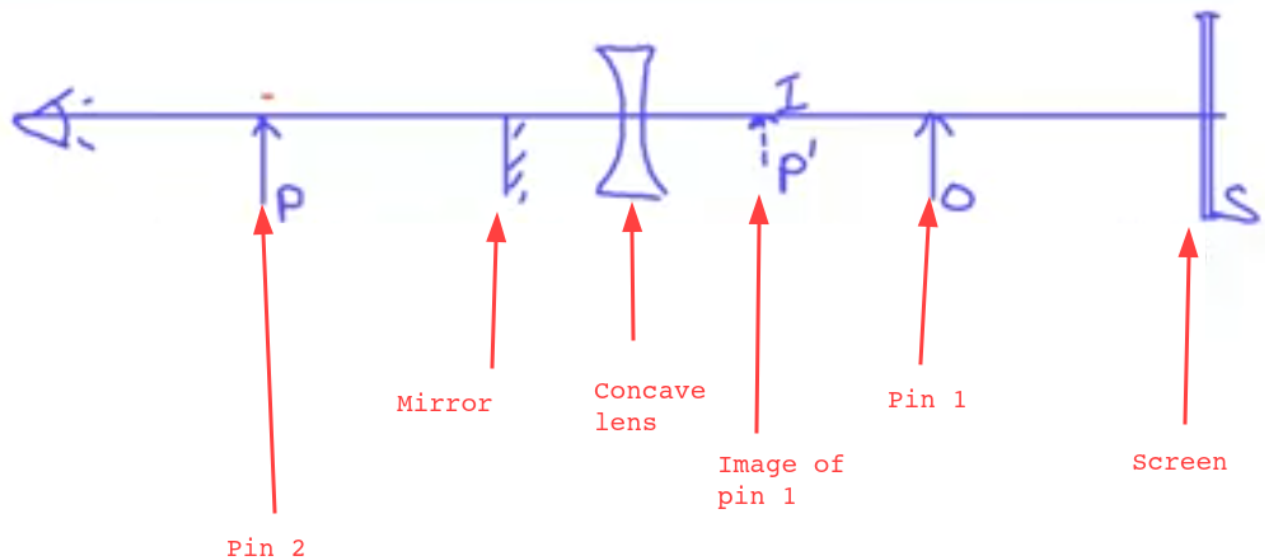 I
P
P'
O
S
Mirror
Concave
lens
Pin 1
Image of
pin 1
Screen
Pin 2